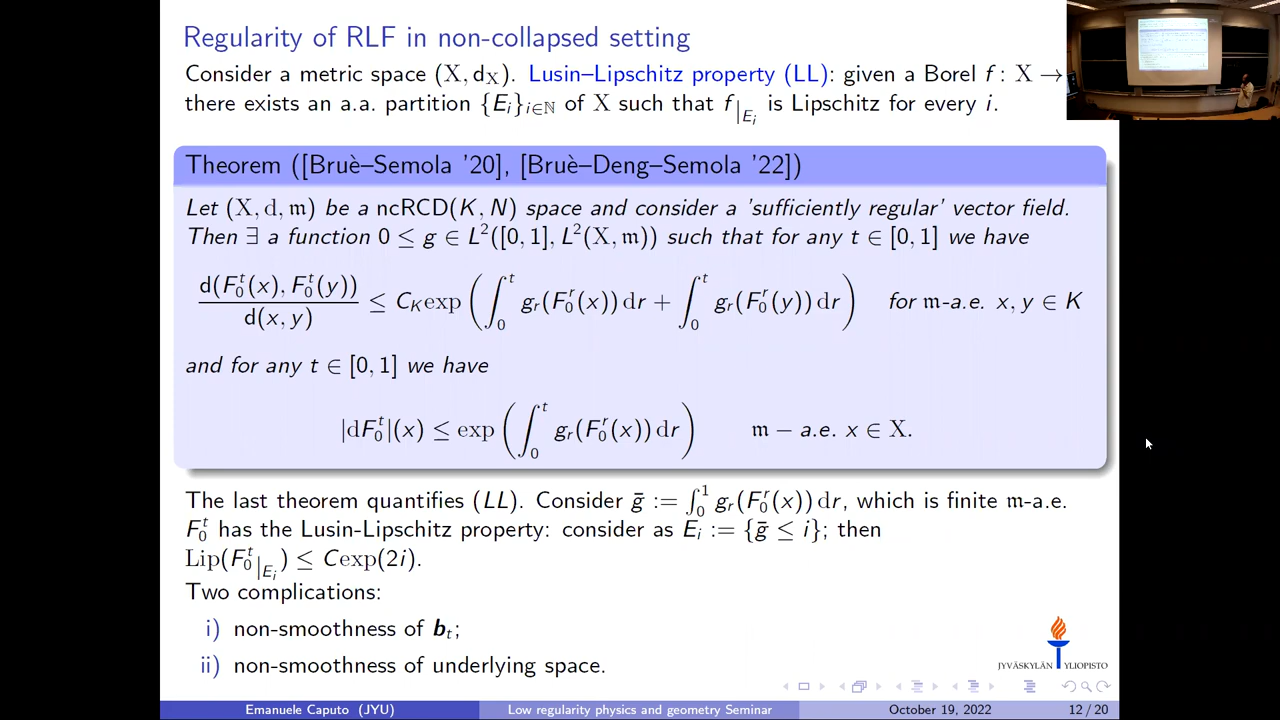 Regularity of RLF in non-collapsed setting
Consider a metric space (X, d_X). Lusin–Lipschitz property (LL): given a Borel f : X →
there exists an a.a. partition {E_i}_{i∈ℕ} of X such that f_{|E_i} is Lipschitz for every i.
Theorem ([Bruè–Semola '20], [Bruè–Deng–Semola '22])
Let (X, d, 𝔪) be a ncRCD(K, N) space and consider a 'sufficiently regular' vector field.
Then ∃ a function 0 ≤ g ∈ L²([0, 1], L²(X, 𝔪)) such that for any t ∈ [0, 1] we have
d(F_0^t(x), F_0^t(y)) / d(x, y) ≤ C_K exp(∫_0^t g_r(F_0^r(x)) dr + ∫_0^t g_r(F_0^r(y)) dr) for 𝔪-a.e. x, y ∈ K
and for any t ∈ [0, 1] we have
|dF_0^t|(x) ≤ exp(∫_0^t g_r(F_0^r(x)) dr) 𝔪 − a.e. x ∈ X.
The last theorem quantifies (LL). Consider ḡ := ∫_0^1 g_r(F_0^r(x)) dr, which is finite 𝔪-a.e.
F_0^t has the Lusin-Lipschitz property: consider as E_i := {ḡ ≤ i}; then
Lip(F_0^t_{|E_i}) ≤ Cexp(2i).
Two complications:
i) non-smoothness of b_t;
ii) non-smoothness of underlying space.
JYVÄSKYLÄN YLIOPISTO
Emanuele Caputo (JYU) Low regularity physics and geometry Seminar October 19, 2022 12 / 20